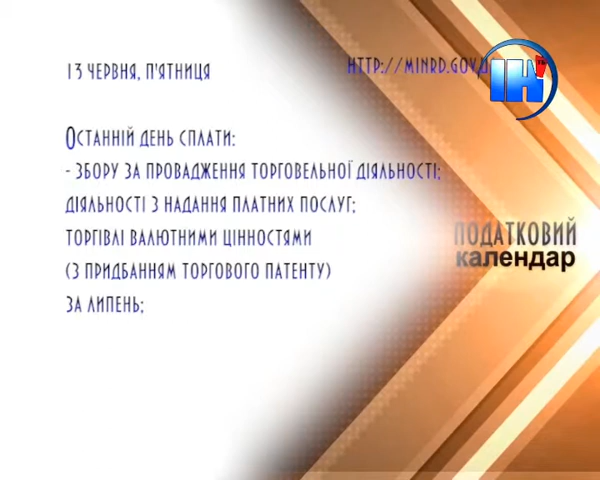 13 ЧЕРВНЯ, П'ЯТНИЦЯ
HTTP://MINRD.GOV
ІН
ОСТАННІЙ ДЕНЬ СПЛАТИ:
- ЗБОРУ ЗА ПРОВАДЖЕННЯ ТОРГОВЕЛЬНОЇ ДІЯЛЬНОСТІ;
ДІЯЛЬНОСТІ З НАДАННЯ ПЛАТНИХ ПОСЛУГ;
ТОРГІВЛІ ВАЛЮТНИМИ ЦІННОСТЯМИ
(З ПРИДБАННЯМ ТОРГОВОГО ПАТЕНТУ)
ЗА ЛИПЕНЬ;
ПОДАТКОВИЙ
календар